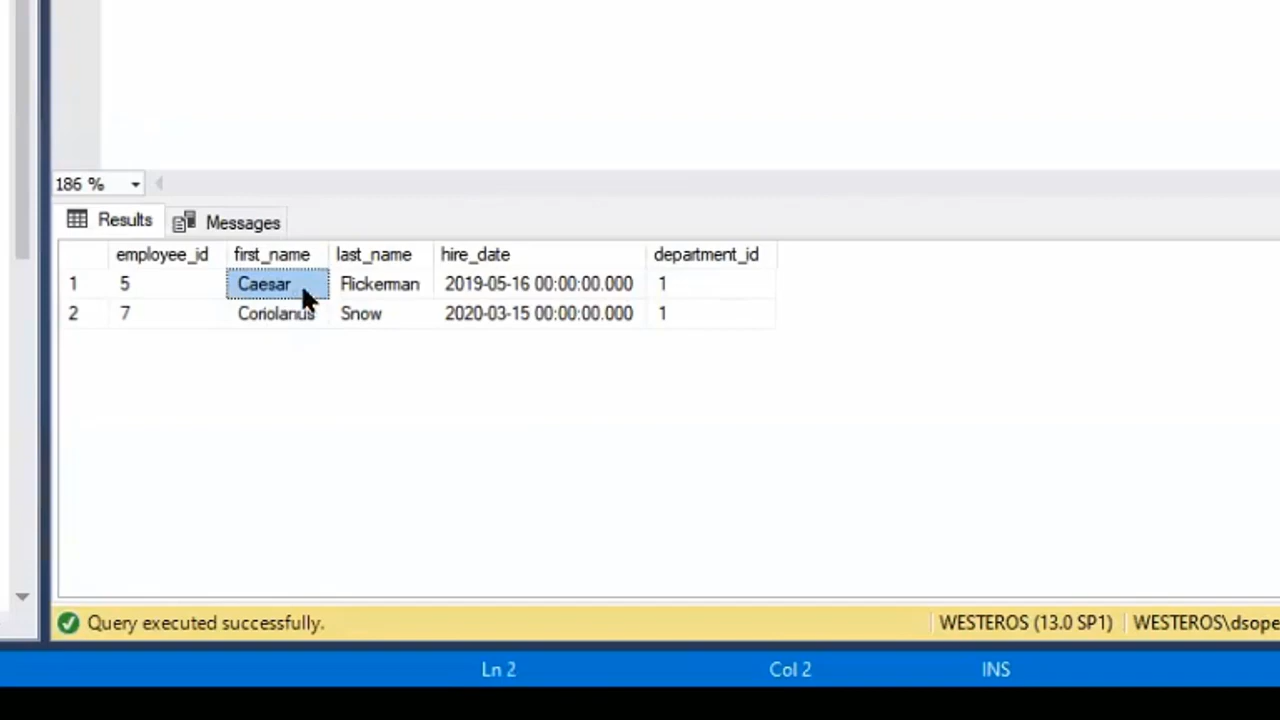 186 %
Results Messages
employee_id first_name last_name hire_date department_id
1 5 Caesar Flickerman 2019-05-16 00:00:00.000 1
2 7 Coriolanus Snow 2020-03-15 00:00:00.000 1
Query executed successfully. WESTEROS (13.0 SP1) WESTEROS\dsope
Ln 2 Col 2 INS